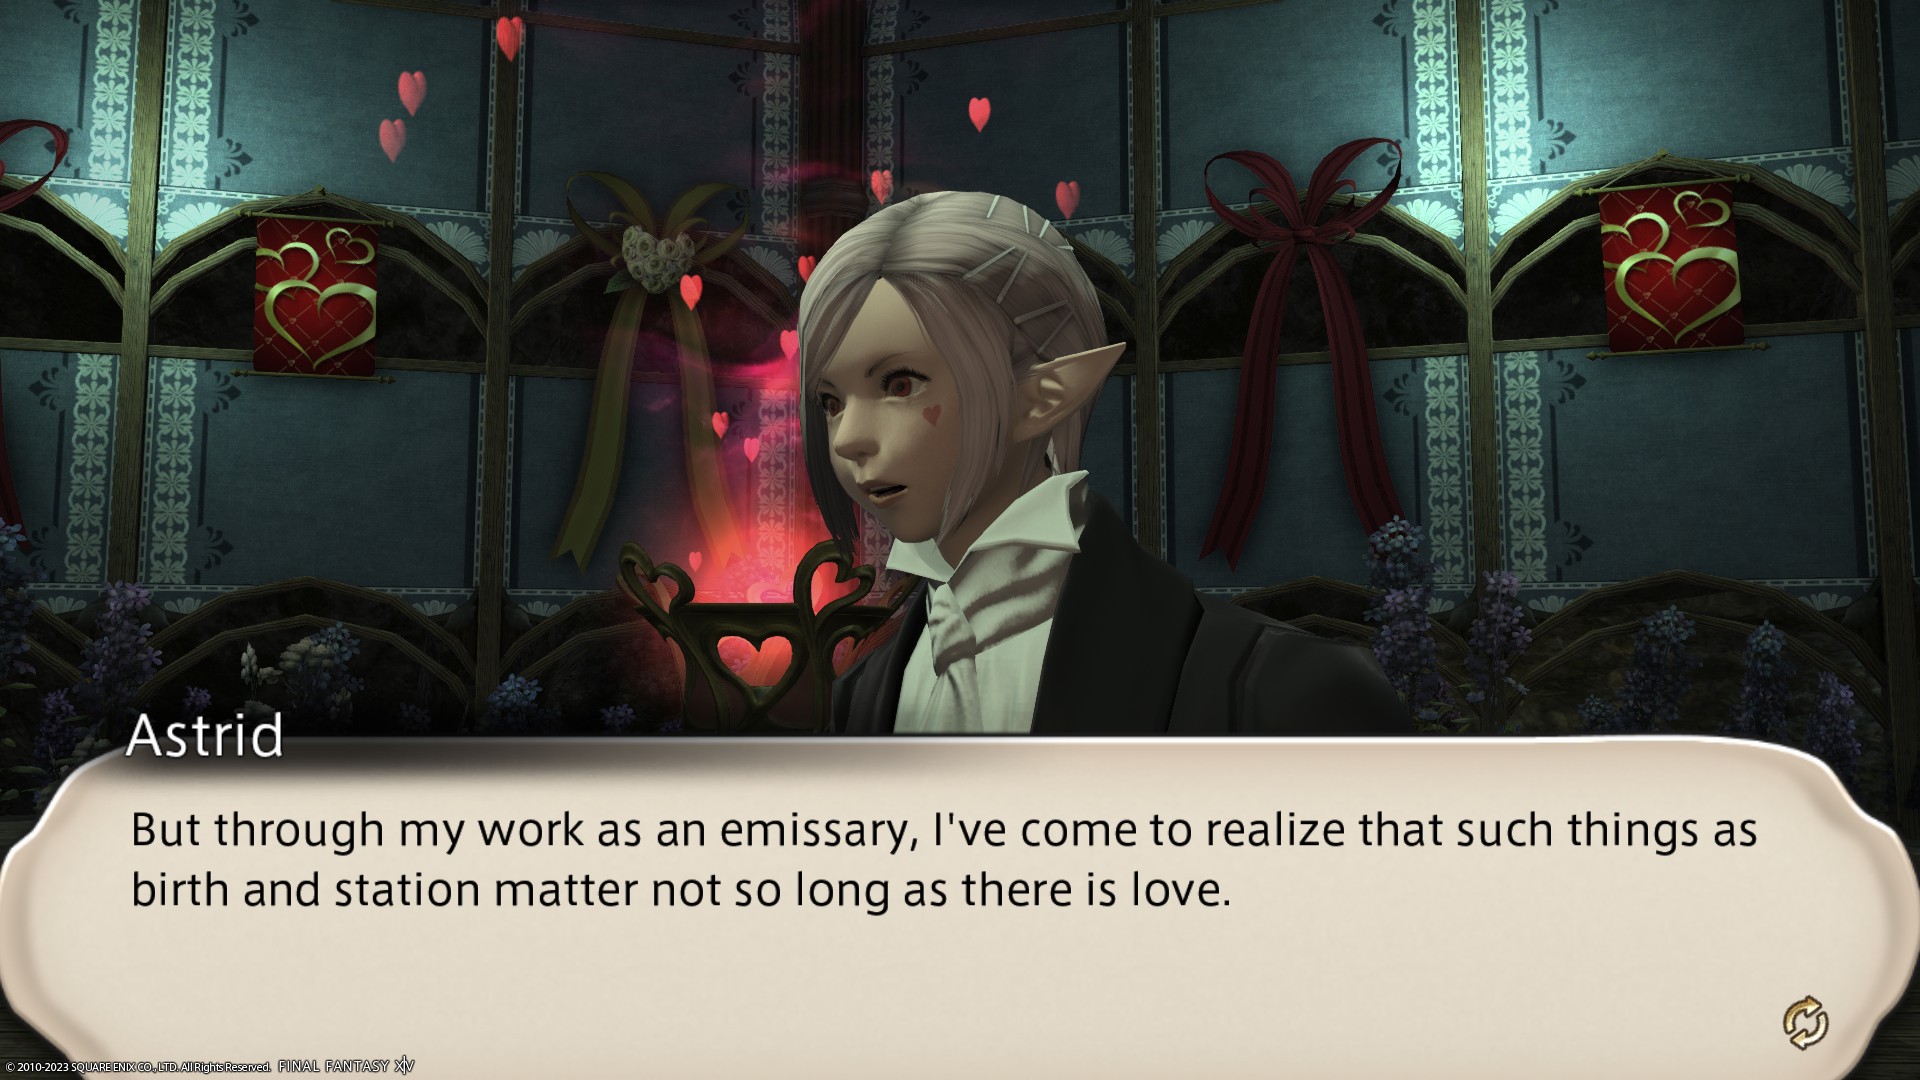 Astrid
But through my work as an emissary, I've come to realize that such things as
birth and station matter not so long as there is love.
© 2010-2023 SQUARE ENIX CO., LTD. All Rights Reserved. FINAL FANTASY XIV